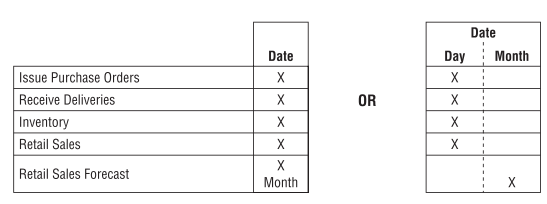 Date
Date Day Month
Issue Purchase Orders X X
Receive Deliveries X OR X
Inventory X X
Retail Sales X X
Retail Sales Forecast X
Month X